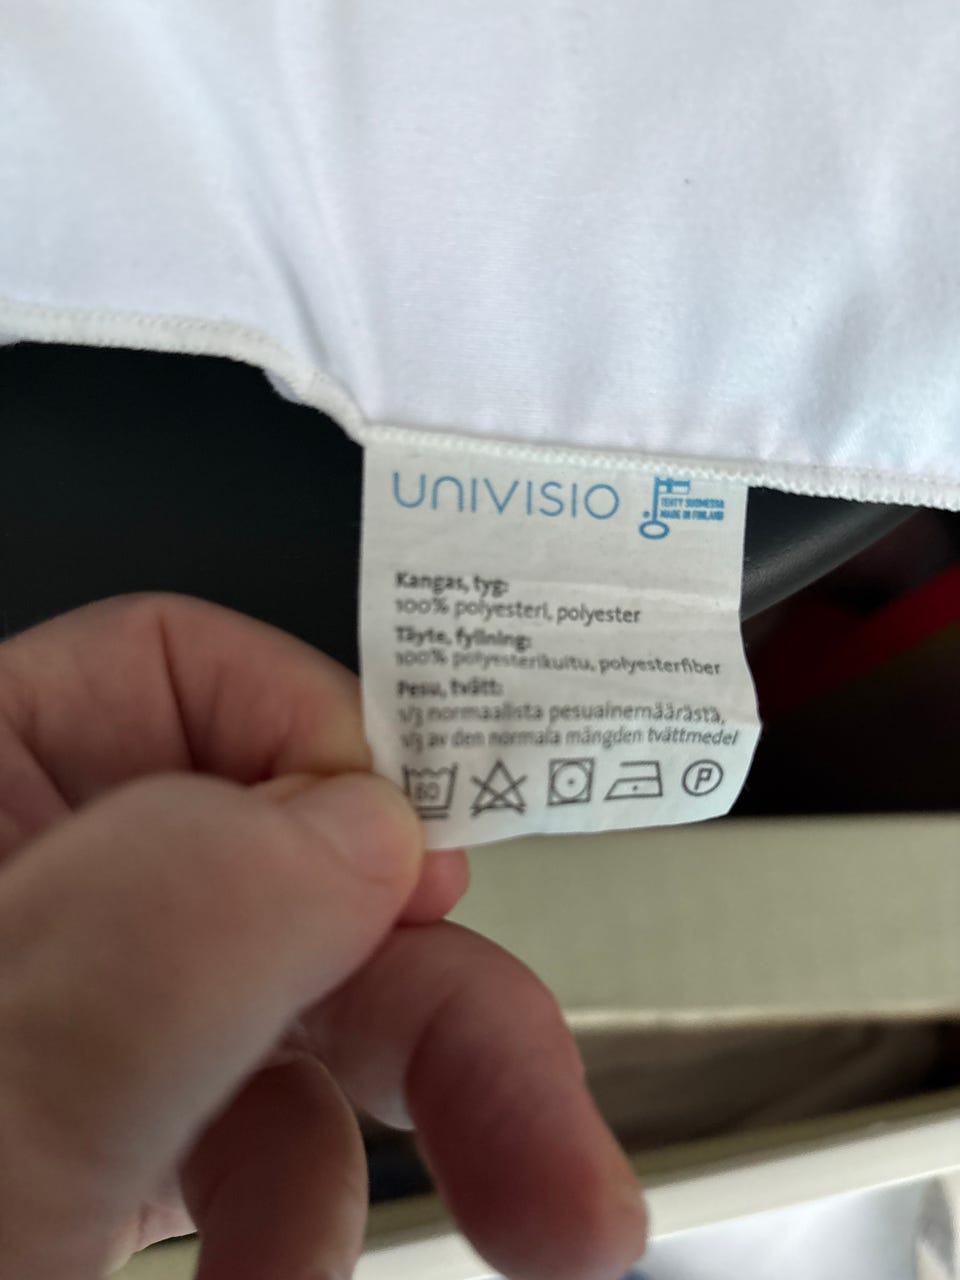 UNIVISIO
TEHTY SUOMESSA
MADE IN FINLAND
Kangas, tyg:
100% polyesteri, polyester
Täyte, fyllning:
100% polyesterikuitu, polyesterfiber
Pesu, tvätt:
1/3 normaalista pesuainemäärästä,
1/3 av den normala mängden tvättmedel
60
P